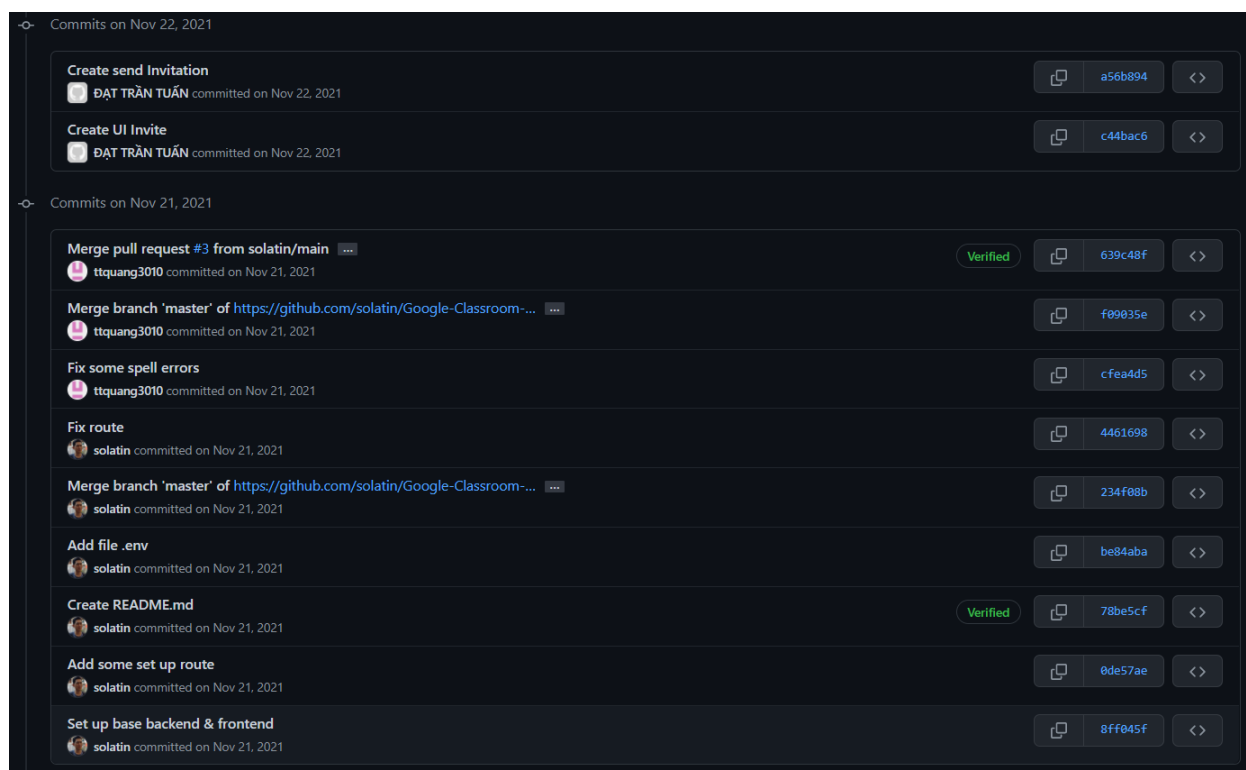 Commits on Nov 22, 2021
Create send Invitation
a56b894
ĐẠT TRẦN TUẤN committed on Nov 22, 2021
Create UI Invite
c44bac6
ĐẠT TRẦN TUẤN committed on Nov 22, 2021
Commits on Nov 21, 2021
Merge pull request #3 from solatin/main ...
Verified
639c48f
ttquang3010 committed on Nov 21, 2021
Merge branch 'master' of https://github.com/solatin/Google-Classroom-... ...
f09035e
ttquang3010 committed on Nov 21, 2021
Fix some spell errors
cfea4d5
ttquang3010 committed on Nov 21, 2021
Fix route
4461698
solatin committed on Nov 21, 2021
Merge branch 'master' of https://github.com/solatin/Google-Classroom-... ...
234f08b
solatin committed on Nov 21, 2021
Add file .env
be84aba
solatin committed on Nov 21, 2021
Create README.md
Verified
78be5cf
solatin committed on Nov 21, 2021
Add some set up route
0de57ae
solatin committed on Nov 21, 2021
Set up base backend & frontend
8ff045f
solatin committed on Nov 21, 2021